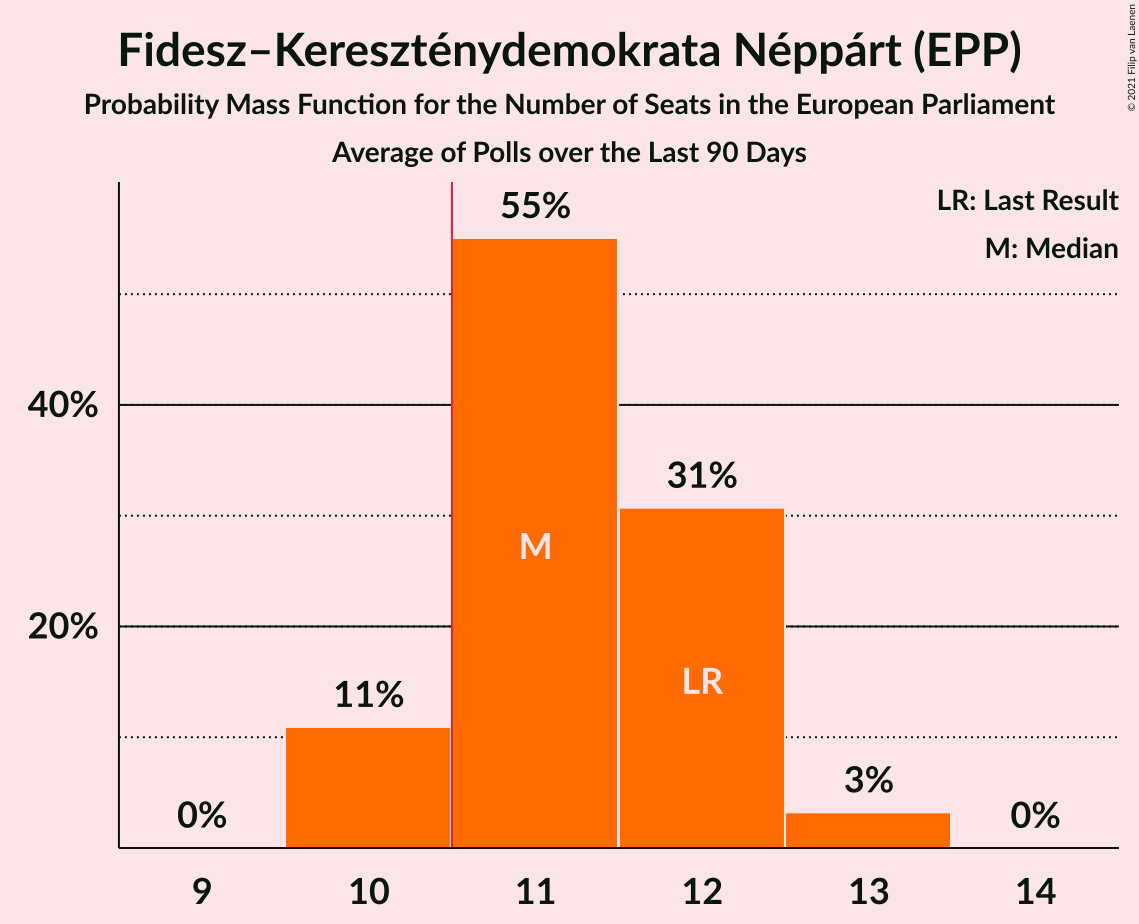 Fidesz–Kereszténydemokrata Néppárt (EPP)
Probability Mass Function for the Number of Seats in the European Parliament
Average of Polls over the Last 90 Days
© 2021 Filip van Laenen
LR: Last Result
M: Median
55%
40%
31%
M
20%
LR
11%
3%
0%
0%
9 10 11 12 13 14